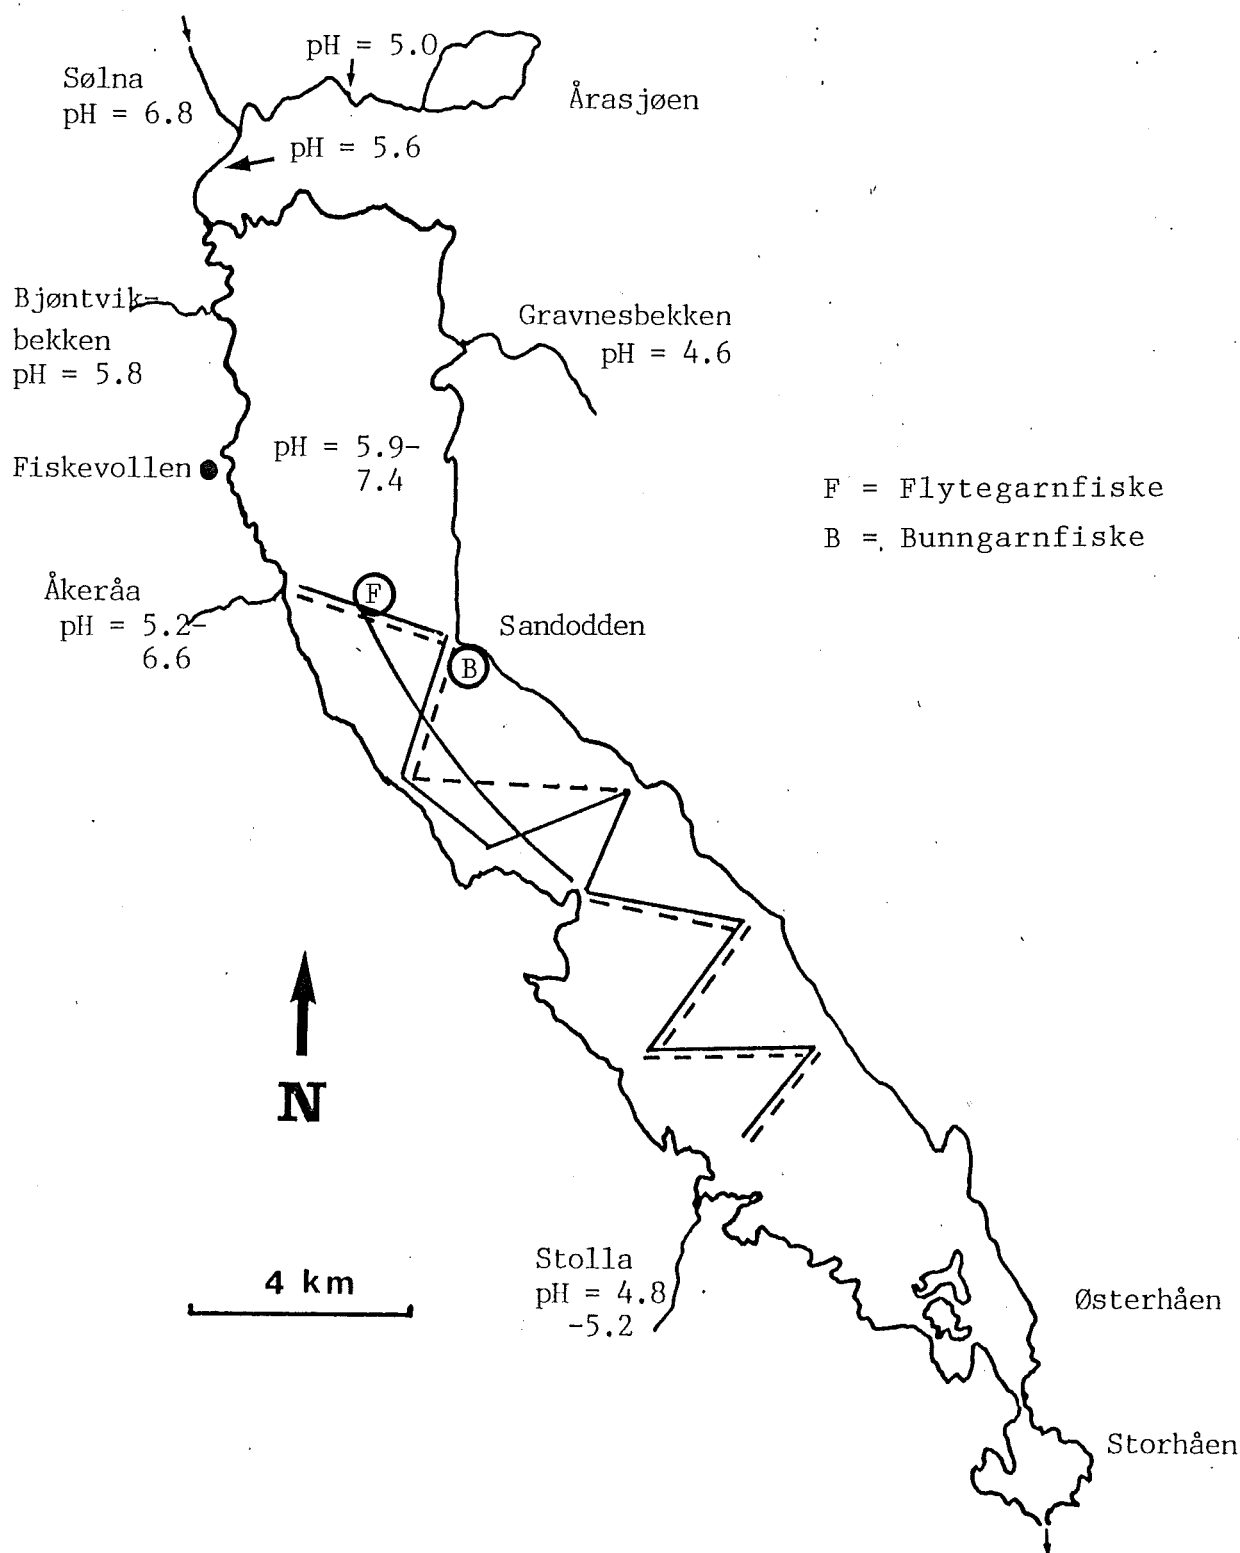 pH = 5.0
Sølna
pH = 6.8
Årasjøen
pH = 5.6
Bjøntvik-
bekken
pH = 5.8
Gravnesbekken
pH = 4.6
pH = 5.9-
7.4
Fiskevollen
F = Flytegarnfiske
B = Bunngarnfiske
Åkeråa
pH = 5.2-
6.6
F
Sandodden
B
N
4 km
Stolla
pH = 4.8
-5.2
Østerhåen
Storhåen